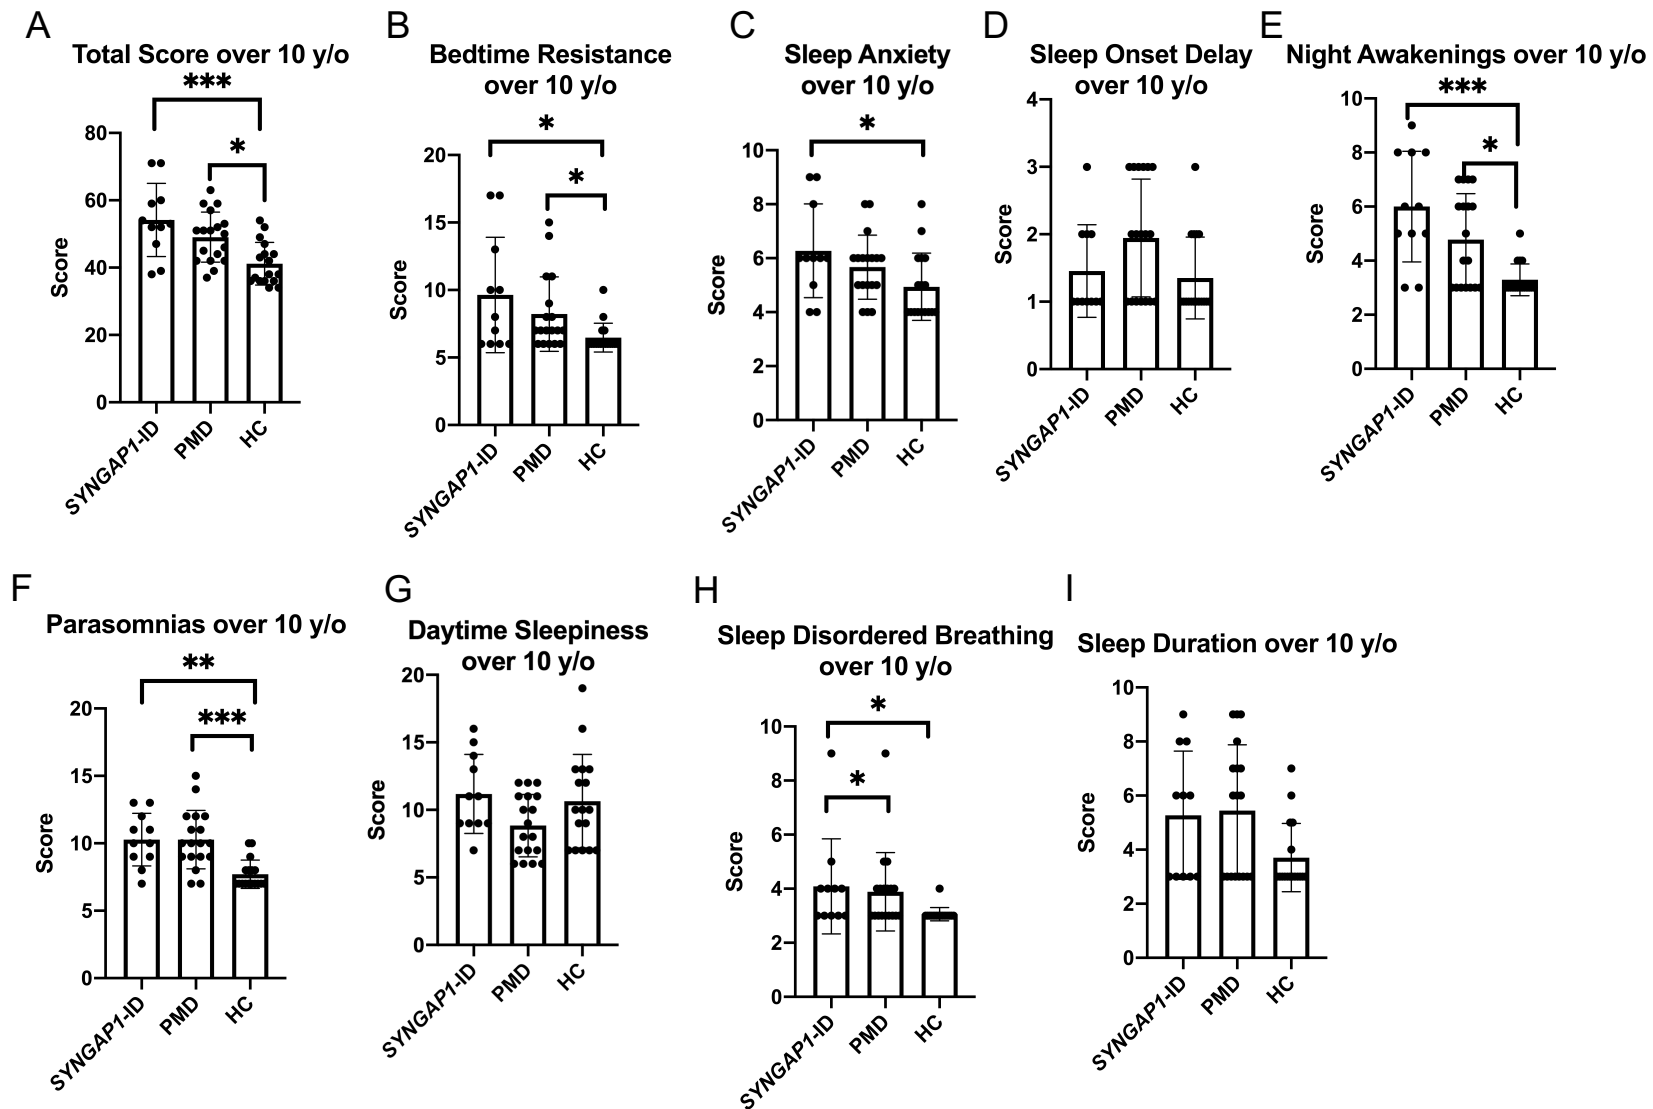 A
Total Score over 10 y/o
***
*
Score
80
60
40
20
0
SYNGAP1-ID
PMD
HC
B
Bedtime Resistance
over 10 y/o
*
*
Score
20
15
10
5
0
SYNGAP1-ID
PMD
HC
C
Sleep Anxiety
over 10 y/o
*
Score
10
8
6
4
2
0
SYNGAP1-ID
PMD
HC
D
Sleep Onset Delay
over 10 y/o
Score
4
3
2
1
0
SYNGAP1-ID
PMD
HC
E
Night Awakenings over 10 y/o
***
*
Score
10
8
6
4
2
0
SYNGAP1-ID
PMD
HC
F
Parasomnias over 10 y/o
**
***
Score
20
15
10
5
0
SYNGAP1-ID
PMD
HC
G
Daytime Sleepiness
over 10 y/o
Score
20
15
10
5
0
SYNGAP1-ID
PMD
HC
H
Sleep Disordered Breathing
over 10 y/o
*
*
Score
10
8
6
4
2
0
SYNGAP1-ID
PMD
HC
I
Sleep Duration over 10 y/o
Score
10
8
6
4
2
0
SYNGAP1-ID
PMD
HC